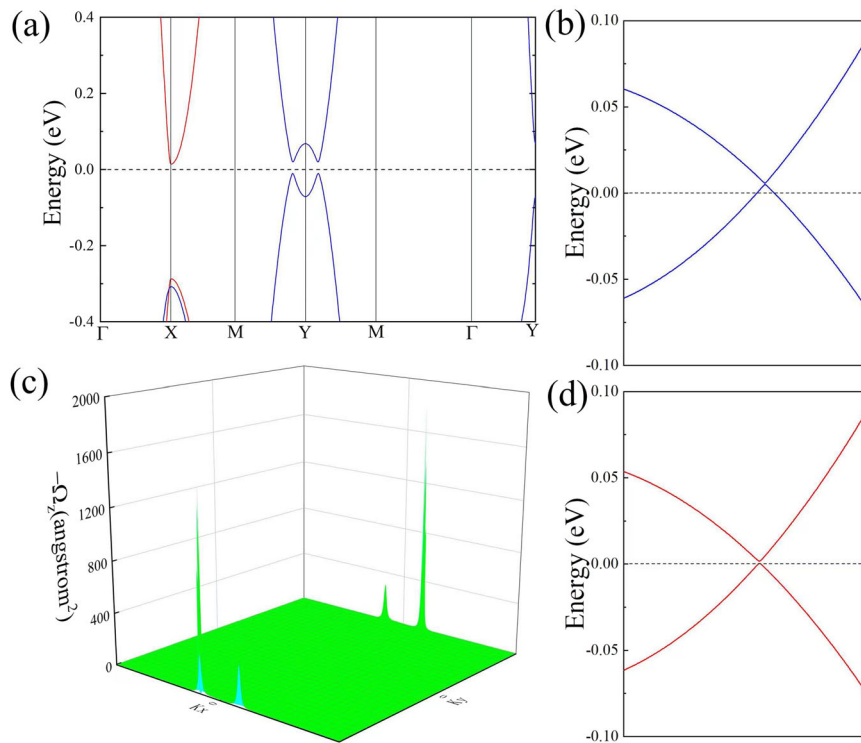 (a)
Energy (eV)
0.4
0.2
0.0
-0.2
-0.4
Γ X M Y M Γ Y
(b)
Energy (eV)
0.10
0.05
0.00
-0.05
-0.10
(c)
−Ωz(angstrom²)
2000
1600
1200
800
400
0
Kx
0
0
Ky
(d)
Energy (eV)
0.10
0.05
0.00
-0.05
-0.10